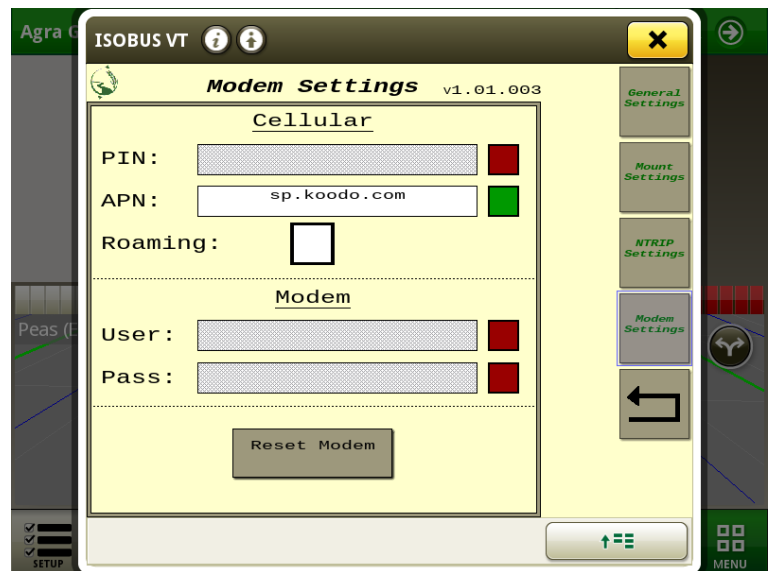 Agra G
ISOBUS VT
Modem Settings v1.01.003
Cellular
PIN:
APN: sp.koodo.com
Roaming:
Modem
User:
Pass:
Reset Modem
General
Settings
Mount
Settings
NTRIP
Settings
Modem
Settings
Peas (E
SETUP
MENU